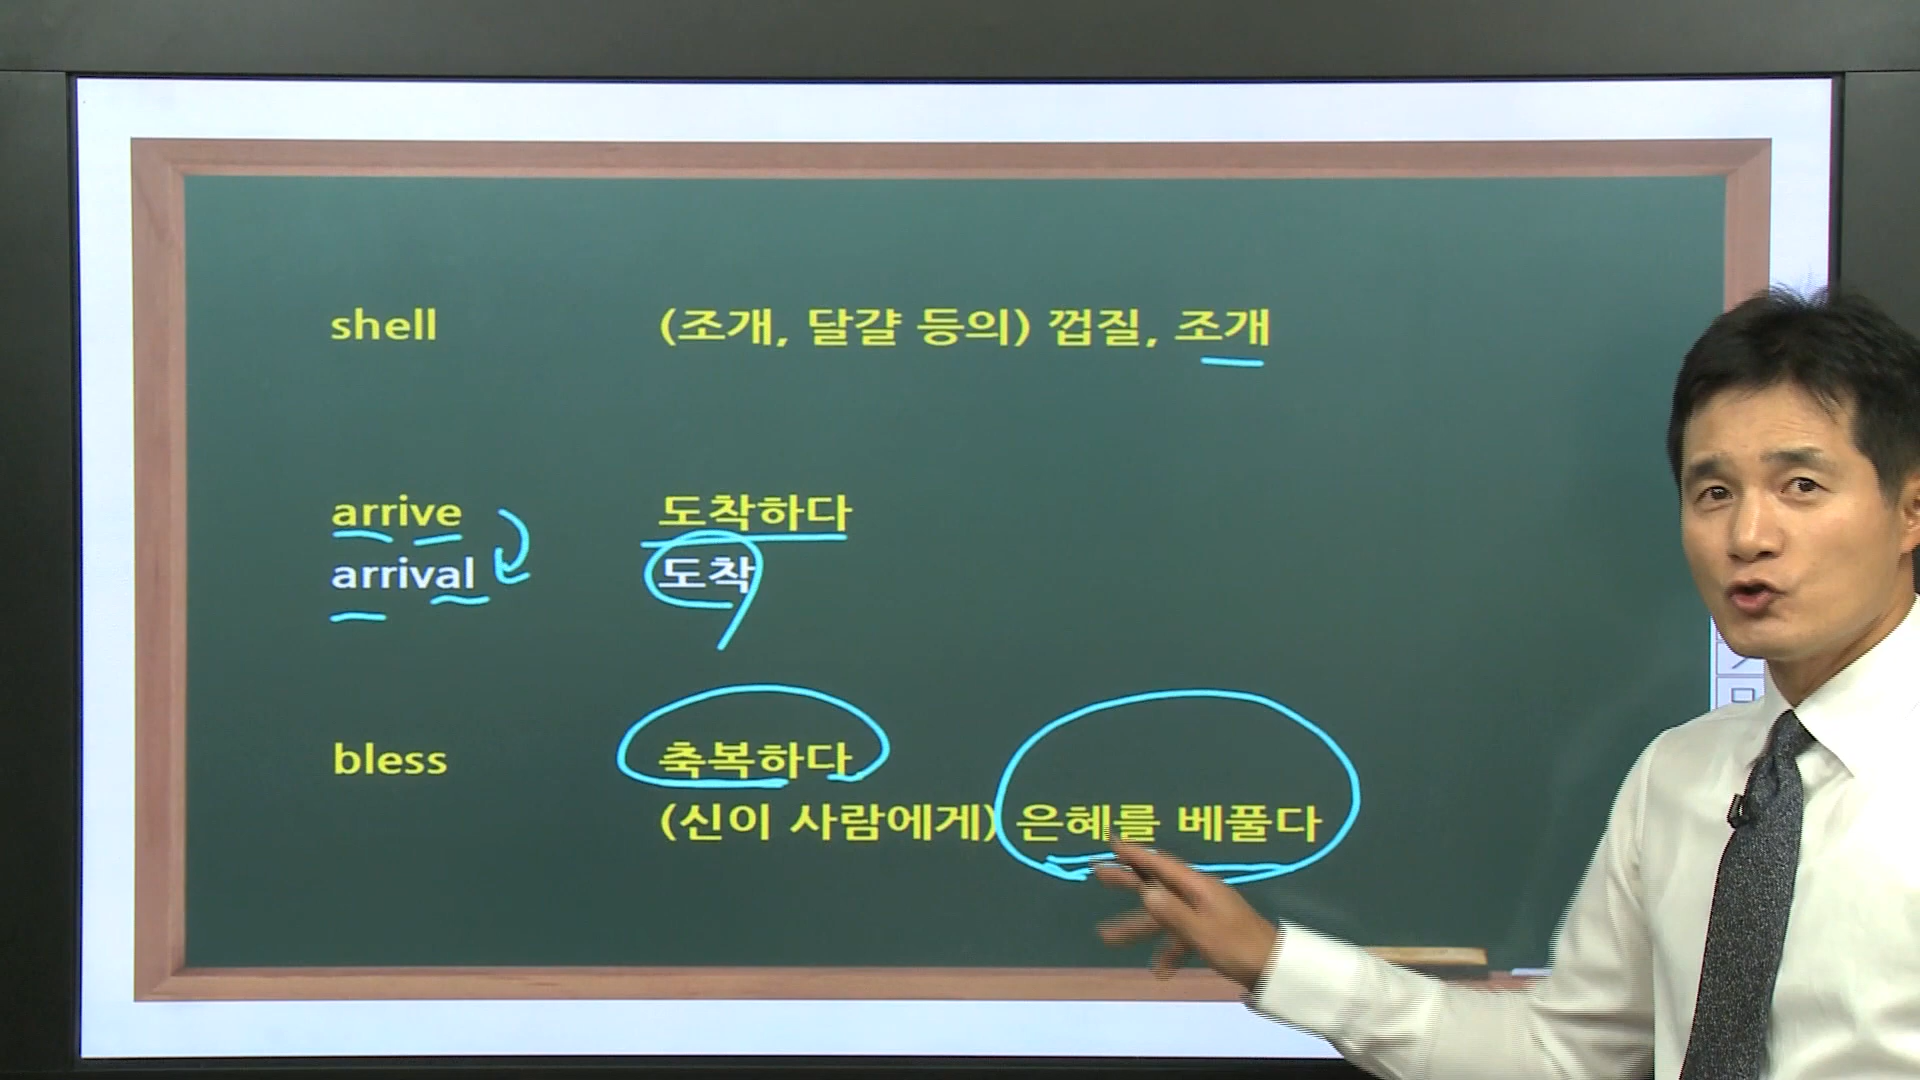 shell (조개, 달걀 등의) 껍질, 조개
arrive 도착하다
arrival 도착
bless 축복하다
(신이 사람에게) 은혜를 베풀다